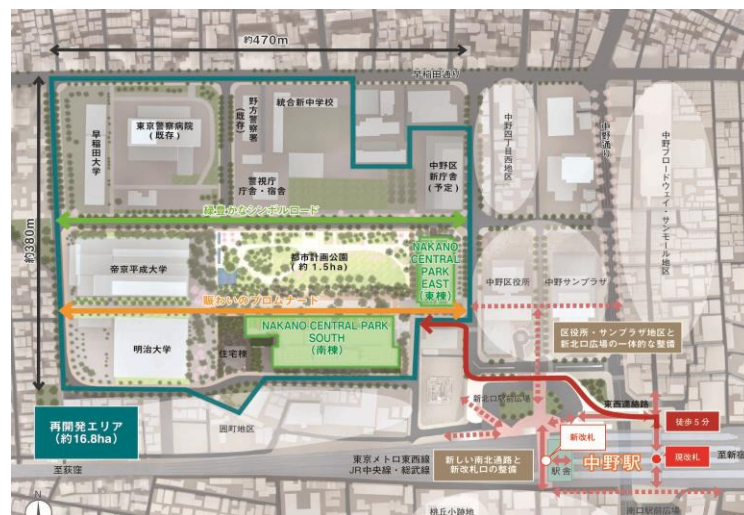 約470m
早稲田通り
約380m
早稲田大学
東京警察病院
(既存)
野方警察署
(既存)
統合新中学校
警視庁
庁舎・宿舎
中野区
新庁舎
(予定)
中野四丁目西地区
中野通り
中野ブロードウェイ・サンモール地区
緑豊かなシンボルロード
帝京平成大学
都市計画公園
(約 1.5ha)
NAKANO
CENTRAL
PARK
EAST
(東棟)
中野区役所
中野サンプラザ
賑わいのプロムナード
明治大学
住宅棟
NAKANO CENTRAL PARK
SOUTH
(南棟)
区役所・サンプラザ地区と
新北口広場の一体的な整備
再開発エリア
(約16.8ha)
囲町地区
新北口駅前広場
東西連絡路
徒歩5分
新改札
東京メトロ東西線
JR中央線・総武線
新しい南北通路と
新改札口の整備
駅舎
中野駅
現改札
至新宿
至荻窪
N
桃丘小跡地
南口駅前広場